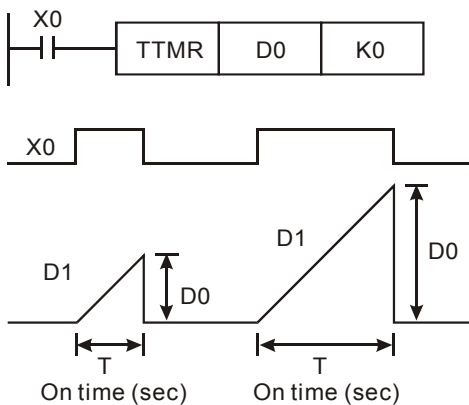 X0
TTMR D0 K0
X0
D1 D0 D1 D0
T T
On time (sec) On time (sec)